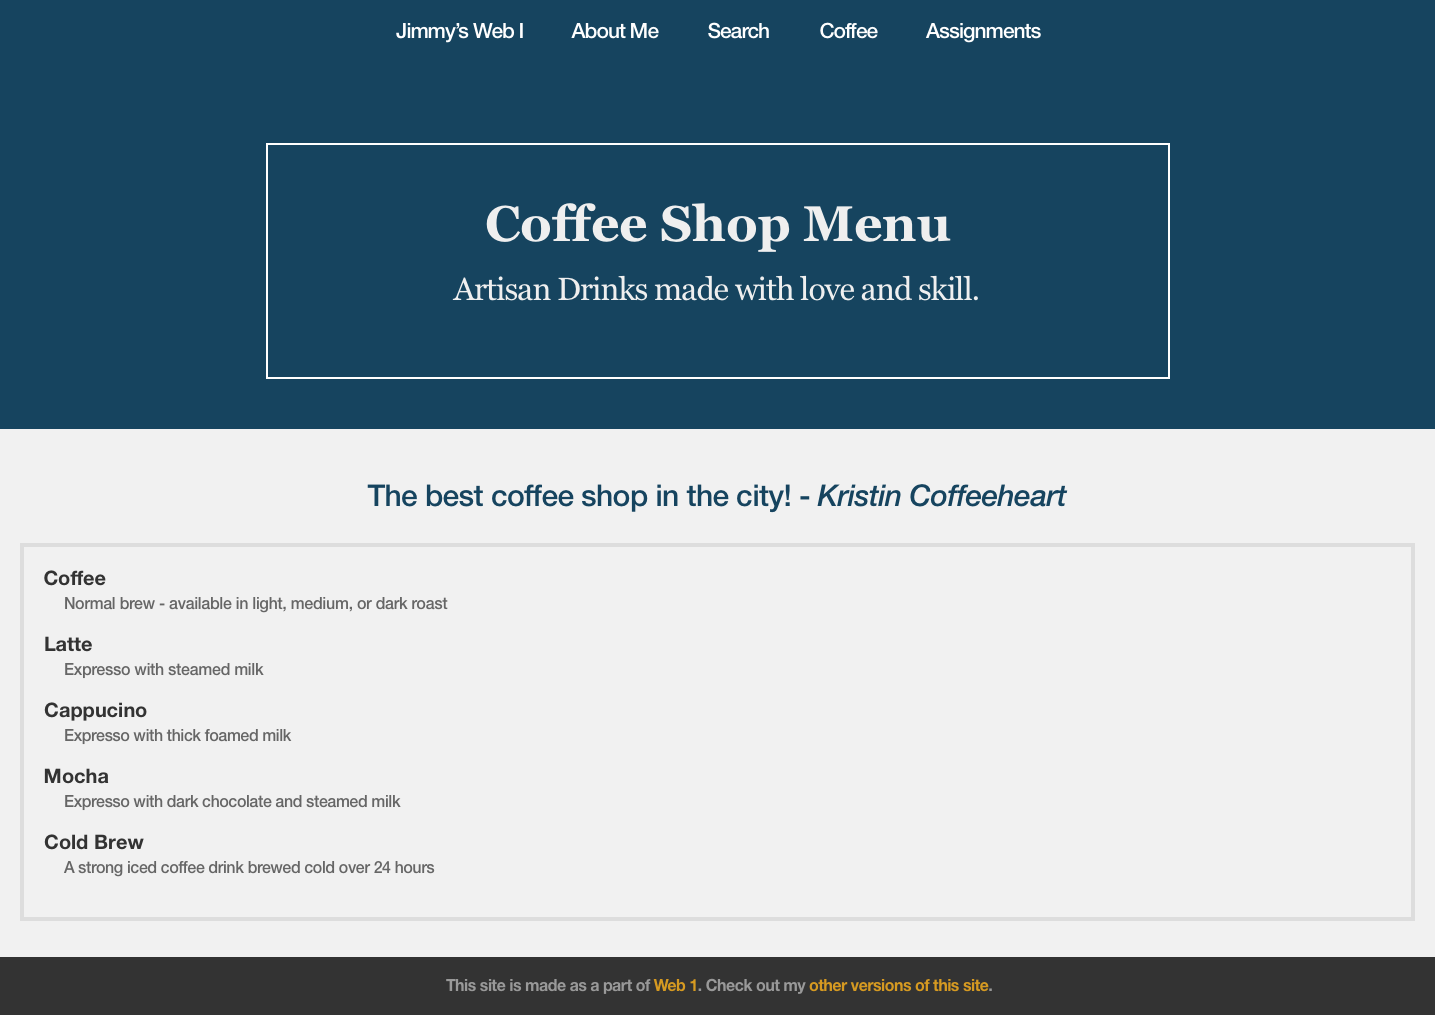 Jimmy’s Web I About Me Search Coffee Assignments
Coffee Shop Menu
Artisan Drinks made with love and skill.
The best coffee shop in the city! - Kristin Coffeeheart
Coffee
Normal brew - available in light, medium, or dark roast
Latte
Expresso with steamed milk
Cappucino
Expresso with thick foamed milk
Mocha
Expresso with dark chocolate and steamed milk
Cold Brew
A strong iced coffee drink brewed cold over 24 hours
This site is made as a part of Web 1. Check out my other versions of this site.